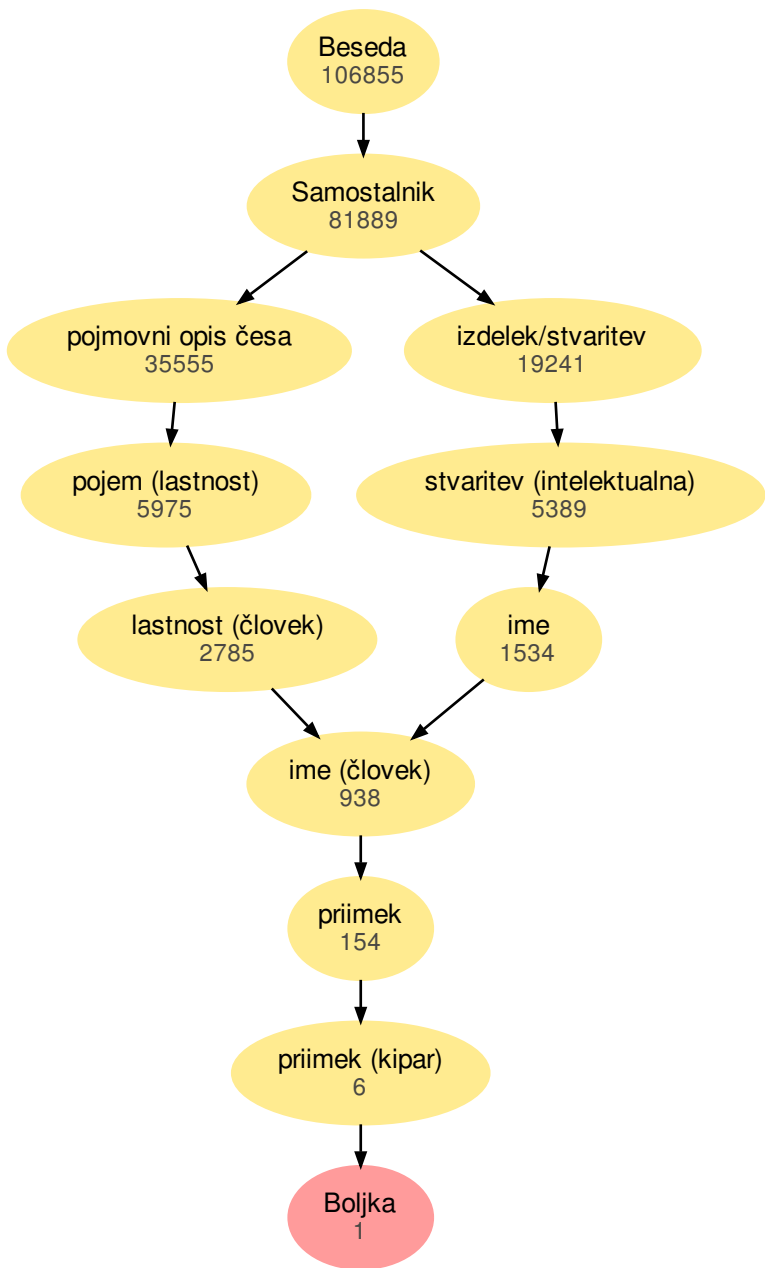 Beseda
106855
Samostalnik
81889
pojmovni opis česa
35555
izdelek/stvaritev
19241
pojem (lastnost)
5975
stvaritev (intelektualna)
5389
lastnost (človek)
2785
ime
1534
ime (človek)
938
priimek
154
priimek (kipar)
6
Boljka
1